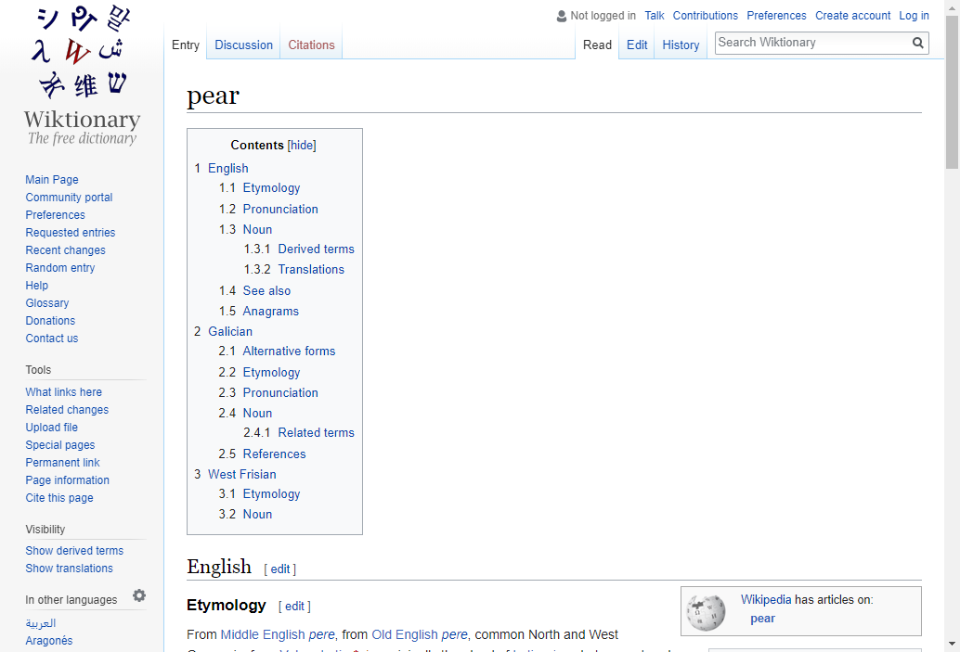 Not logged in Talk Contributions Preferences Create account Log in
Entry Discussion Citations Read Edit History Search Wiktionary
Wiktionary
The free dictionary
Main Page
Community portal
Preferences
Requested entries
Recent changes
Random entry
Help
Glossary
Donations
Contact us
Tools
What links here
Related changes
Upload file
Special pages
Permanent link
Page information
Cite this page
Visibility
Show derived terms
Show translations
In other languages
العربية
Aragonés
pear
Contents [hide]
1 English
1.1 Etymology
1.2 Pronunciation
1.3 Noun
1.3.1 Derived terms
1.3.2 Translations
1.4 See also
1.5 Anagrams
2 Galician
2.1 Alternative forms
2.2 Etymology
2.3 Pronunciation
2.4 Noun
2.4.1 Related terms
2.5 References
3 West Frisian
3.1 Etymology
3.2 Noun
English [ edit ]
Etymology [ edit ]
Wikipedia has articles on:
pear
From Middle English pere, from Old English pere, common North and West